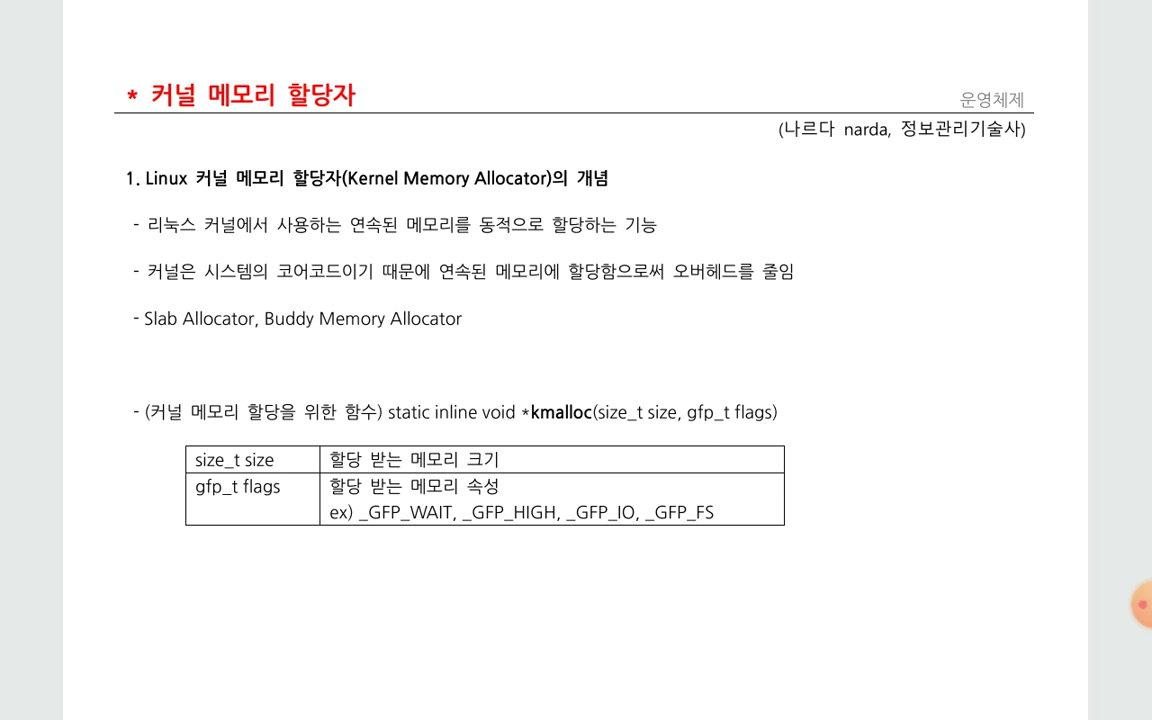 * 커널 메모리 할당자
운영체제
(나르다 narda, 정보관리기술사)
1. Linux 커널 메모리 할당자(Kernel Memory Allocator)의 개념
- 리눅스 커널에서 사용하는 연속된 메모리를 동적으로 할당하는 기능
- 커널은 시스템의 코어코드이기 때문에 연속된 메모리에 할당함으로써 오버헤드를 줄임
- Slab Allocator, Buddy Memory Allocator
- (커널 메모리 할당을 위한 함수) static inline void *kmalloc(size_t size, gfp_t flags)
size_t size 할당 받는 메모리 크기
gfp_t flags 할당 받는 메모리 속성
ex) _GFP_WAIT, _GFP_HIGH, _GFP_IO, _GFP_FS